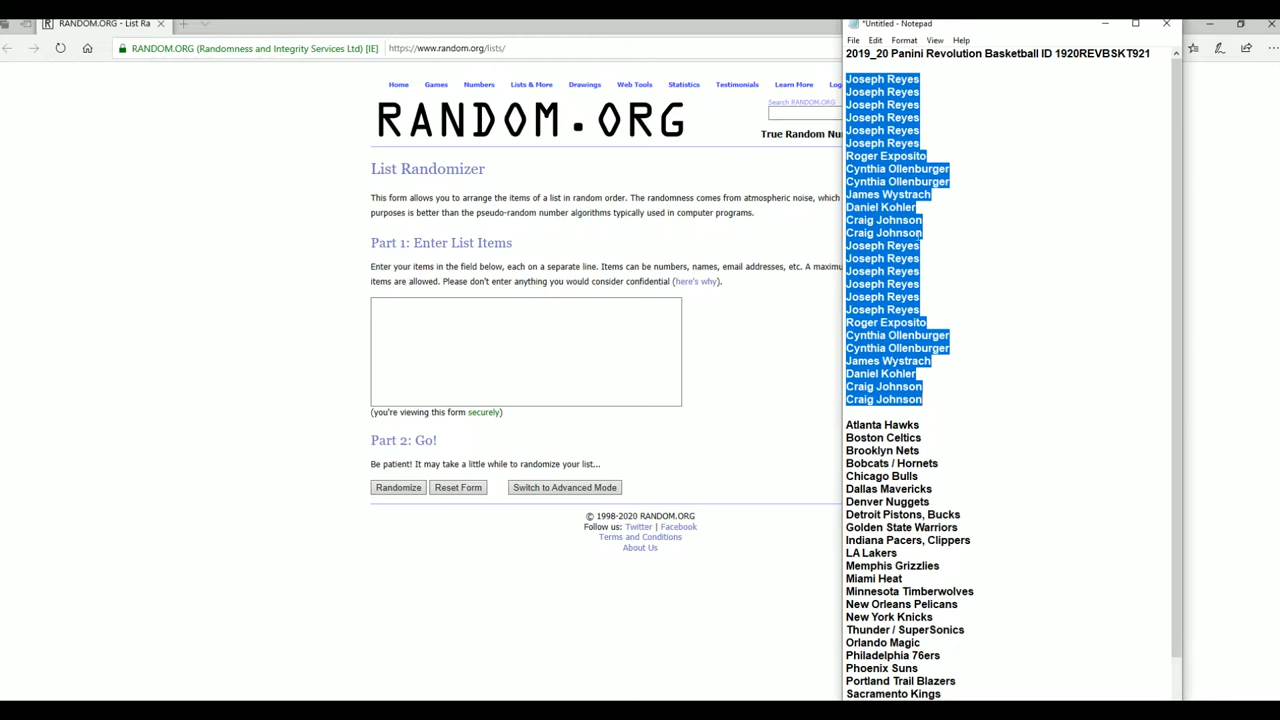 RANDOM.ORG - List Ra
RANDOM.ORG (Randomness and Integrity Services Ltd) [IE]
https://www.random.org/lists/
Home Games Numbers Lists & More Drawings Web Tools Statistics Testimonials Learn More Log
RANDOM.ORG
Search RANDOM.ORG
True Random Nu
List Randomizer
This form allows you to arrange the items of a list in random order. The randomness comes from atmospheric noise, which
purposes is better than the pseudo-random number algorithms typically used in computer programs.
Part 1: Enter List Items
Enter your items in the field below, each on a separate line. Items can be numbers, names, email addresses, etc. A maximu
items are allowed. Please don't enter anything you would consider confidential (here's why).
(you're viewing this form securely)
Part 2: Go!
Be patient! It may take a little while to randomize your list...
Randomize Reset Form Switch to Advanced Mode
© 1998-2020 RANDOM.ORG
Follow us: Twitter | Facebook
Terms and Conditions
About Us
*Untitled - Notepad
File Edit Format View Help
2019_20 Panini Revolution Basketball ID 1920REVBSKT921
Joseph Reyes
Joseph Reyes
Joseph Reyes
Joseph Reyes
Joseph Reyes
Joseph Reyes
Roger Exposito
Cynthia Ollenburger
Cynthia Ollenburger
James Wystrach
Daniel Kohler
Craig Johnson
Craig Johnson
Joseph Reyes
Joseph Reyes
Joseph Reyes
Joseph Reyes
Joseph Reyes
Joseph Reyes
Roger Exposito
Cynthia Ollenburger
Cynthia Ollenburger
James Wystrach
Daniel Kohler
Craig Johnson
Craig Johnson
Atlanta Hawks
Boston Celtics
Brooklyn Nets
Bobcats / Hornets
Chicago Bulls
Dallas Mavericks
Denver Nuggets
Detroit Pistons, Bucks
Golden State Warriors
Indiana Pacers, Clippers
LA Lakers
Memphis Grizzlies
Miami Heat
Minnesota Timberwolves
New Orleans Pelicans
New York Knicks
Thunder / SuperSonics
Orlando Magic
Philadelphia 76ers
Phoenix Suns
Portland Trail Blazers
Sacramento Kings